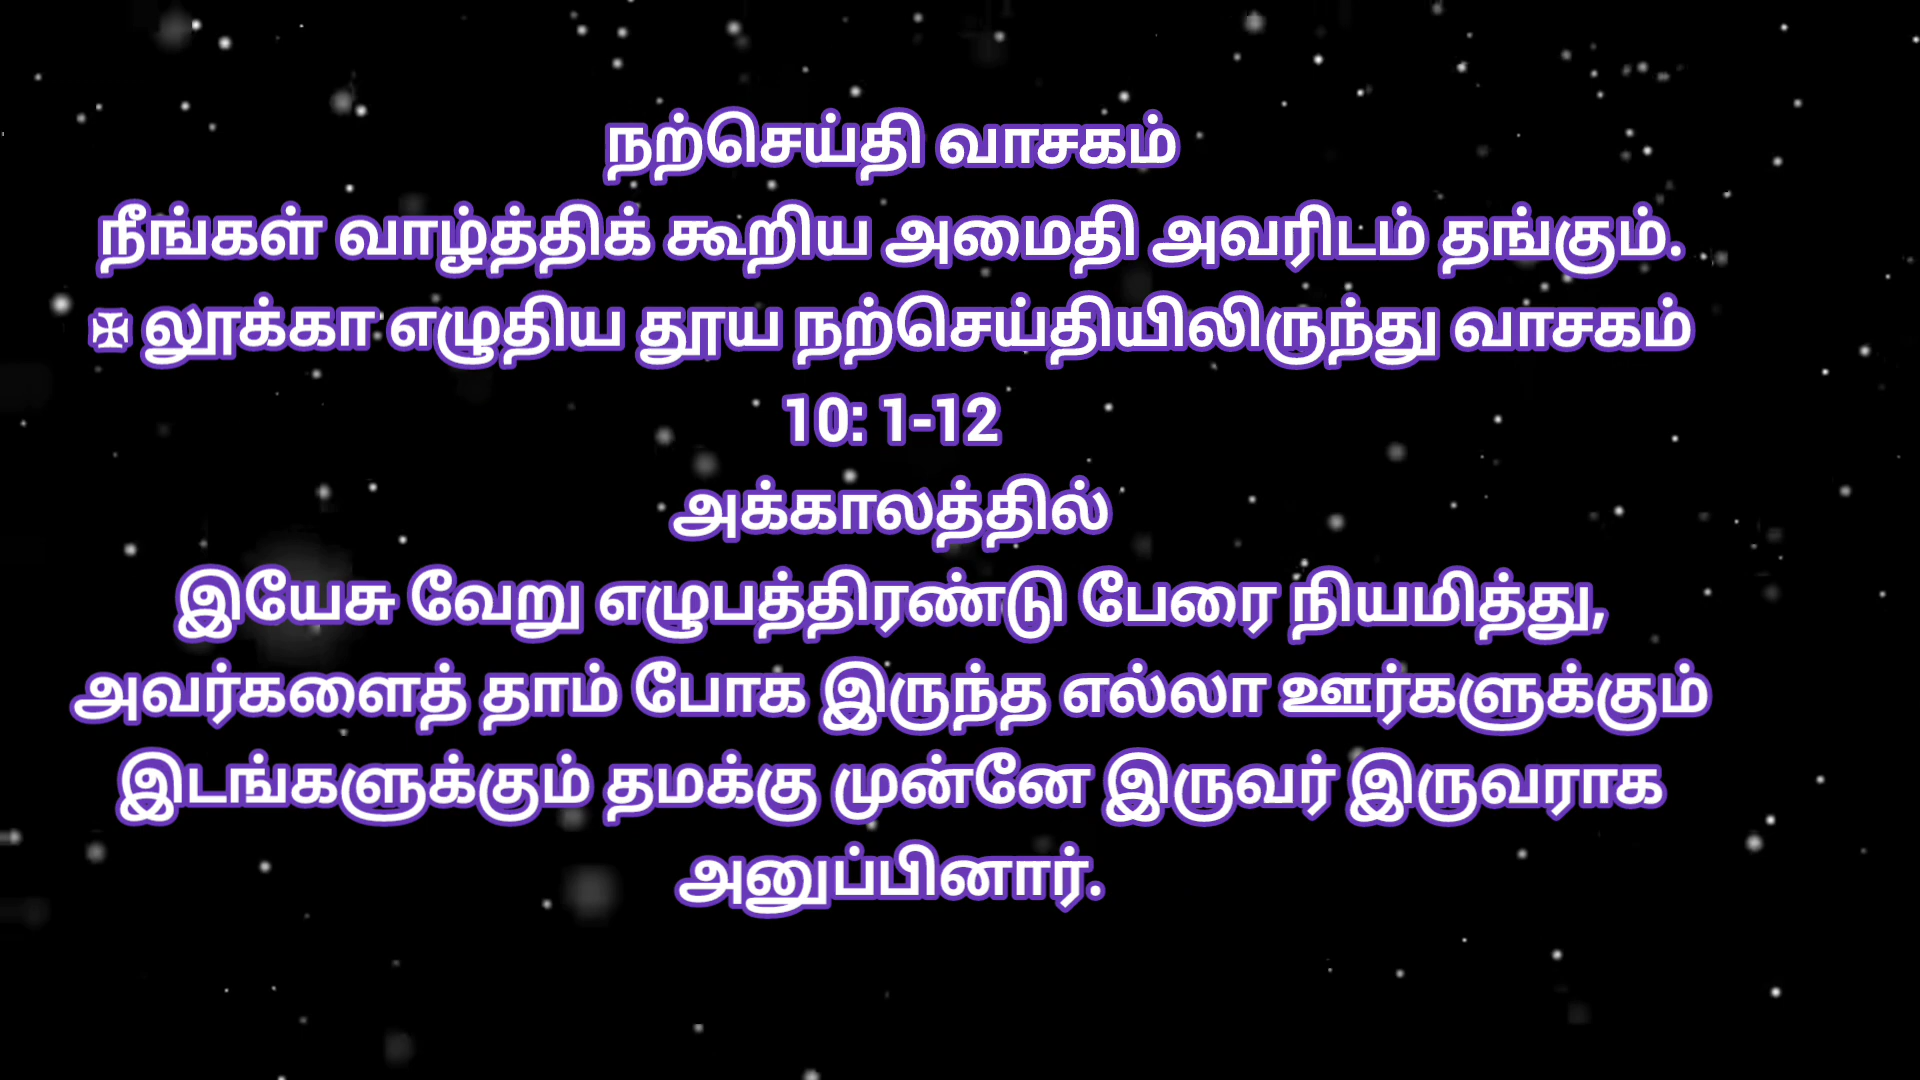 நற்செய்தி வாசகம்
நீங்கள் வாழ்த்திக் கூறிய அமைதி அவரிடம் தங்கும்.
✠ லூக்கா எழுதிய தூய நற்செய்தியிலிருந்து வாசகம்
10: 1-12
அக்காலத்தில்
இயேசு வேறு எழுபத்திரண்டு பேரை நியமித்து,
அவர்களைத் தாம் போக இருந்த எல்லா ஊர்களுக்கும்
இடங்களுக்கும் தமக்கு முன்னே இருவர் இருவராக
அனுப்பினார்.